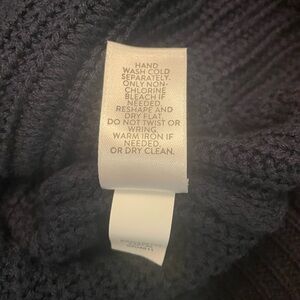 HAND
WASH COLD
SEPARATELY.
ONLY NON-
CHLORINE
BLEACH IF
NEEDED.
RESHAPE AND
DRY FLAT.
DO NOT TWIST OR
WRING.
WARM IRON IF
NEEDED.
OR DRY CLEAN.